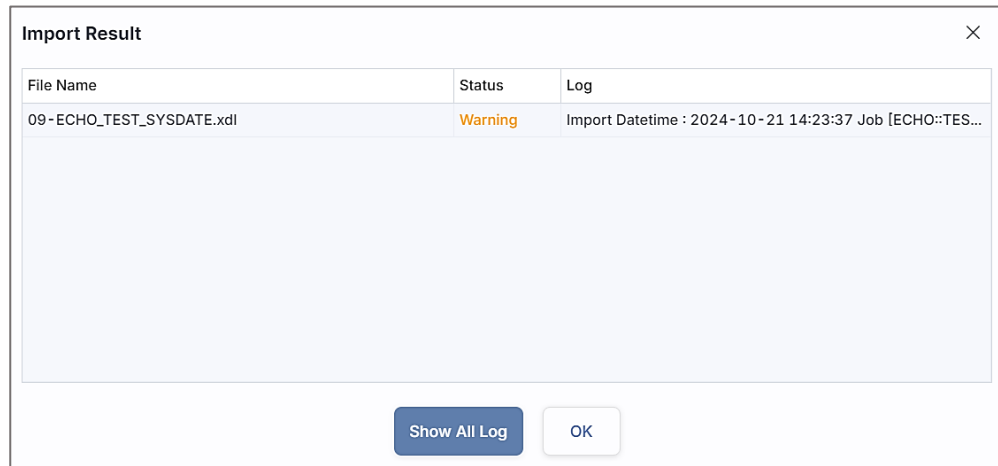 Import Result
File Name Status Log
09-ECHO_TEST_SYSDATE.xdl Warning Import Datetime : 2024-10-21 14:23:37 Job [ECHO::TES...
Show All Log OK